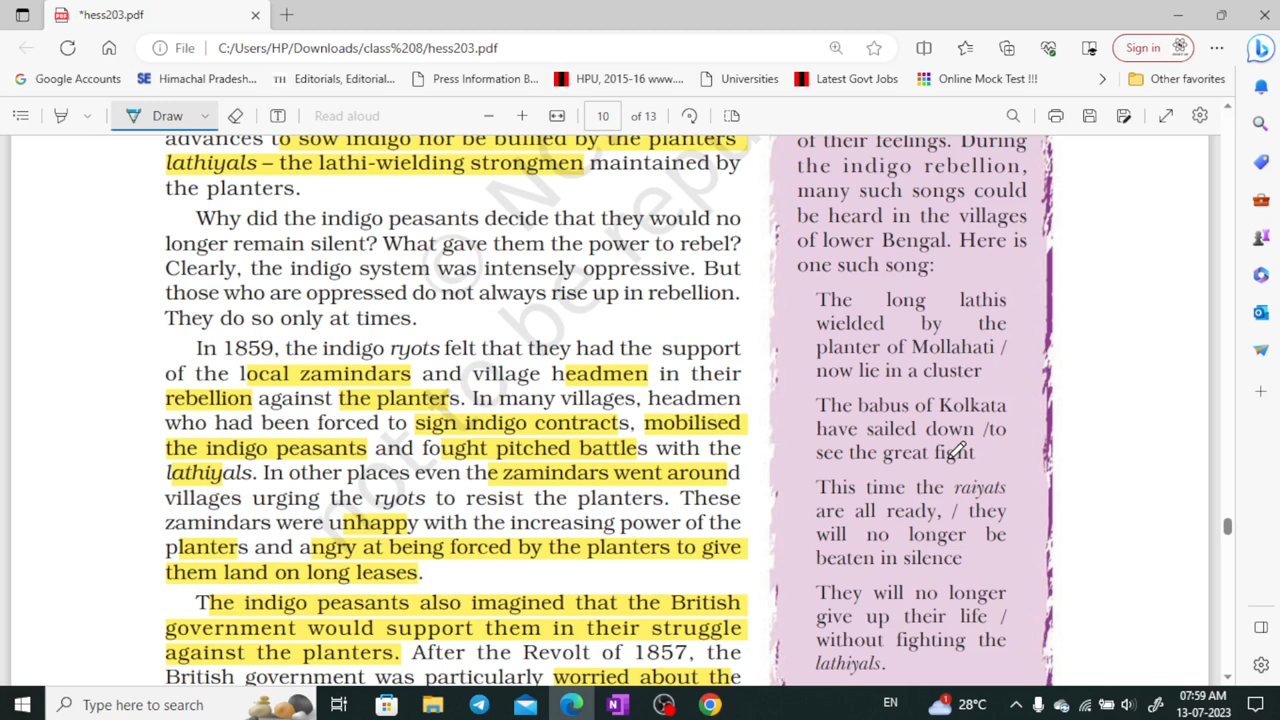 *hess203.pdf
File C:/Users/HP/Downloads/class%208/hess203.pdf
Sign in
Google Accounts
SE Himachal Pradesh...
TH Editorials, Editorial...
Press Information B...
HPU, 2015-16 www....
Universities
Latest Govt Jobs
Online Mock Test !!!
Other favorites
Draw
Read aloud
10 of 13
advances to sow indigo nor be bullied by the planters'
lathiyals – the lathi-wielding strongmen maintained by
the planters.
Why did the indigo peasants decide that they would no
longer remain silent? What gave them the power to rebel?
Clearly, the indigo system was intensely oppressive. But
those who are oppressed do not always rise up in rebellion.
They do so only at times.
In 1859, the indigo ryots felt that they had the support
of the local zamindars and village headmen in their
rebellion against the planters. In many villages, headmen
who had been forced to sign indigo contracts, mobilised
the indigo peasants and fought pitched battles with the
lathiyals. In other places even the zamindars went around
villages urging the ryots to resist the planters. These
zamindars were unhappy with the increasing power of the
planters and angry at being forced by the planters to give
them land on long leases.
The indigo peasants also imagined that the British
government would support them in their struggle
against the planters. After the Revolt of 1857, the
British government was particularly worried about the
of their feelings. During
the indigo rebellion,
many such songs could
be heard in the villages
of lower Bengal. Here is
one such song:
The long lathis
wielded by the
planter of Mollahati /
now lie in a cluster
The babus of Kolkata
have sailed down /to
see the great fight
This time the raiyats
are all ready, / they
will no longer be
beaten in silence
They will no longer
give up their life /
without fighting the
lathiyals.
© NC
not to be repu
Type here to search
EN
1
28°C
07:59 AM
13-07-2023